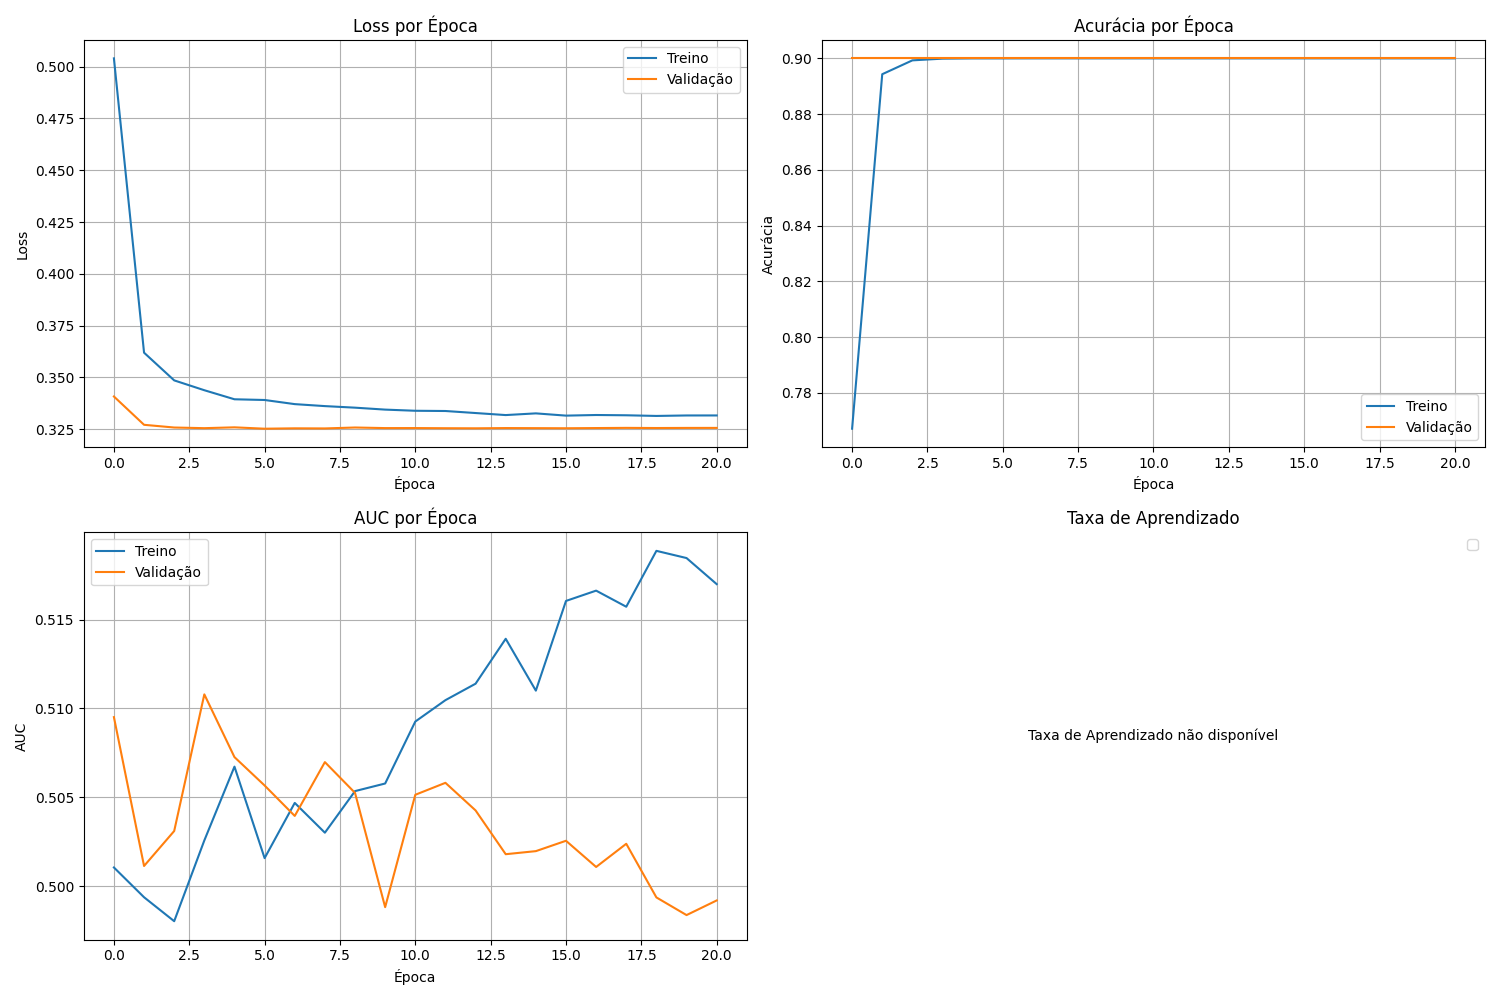 Loss por Época
Loss
0.500
0.475
0.450
0.425
0.400
0.375
0.350
0.325
Treino
Validação
0.0 2.5 5.0 7.5 10.0 12.5 15.0 17.5 20.0
Época
Acurácia por Época
Acurácia
0.90
0.88
0.86
0.84
0.82
0.80
0.78
Treino
Validação
0.0 2.5 5.0 7.5 10.0 12.5 15.0 17.5 20.0
Época
AUC por Época
AUC
Treino
Validação
0.515
0.510
0.505
0.500
0.0 2.5 5.0 7.5 10.0 12.5 15.0 17.5 20.0
Época
Taxa de Aprendizado
Taxa de Aprendizado não disponível